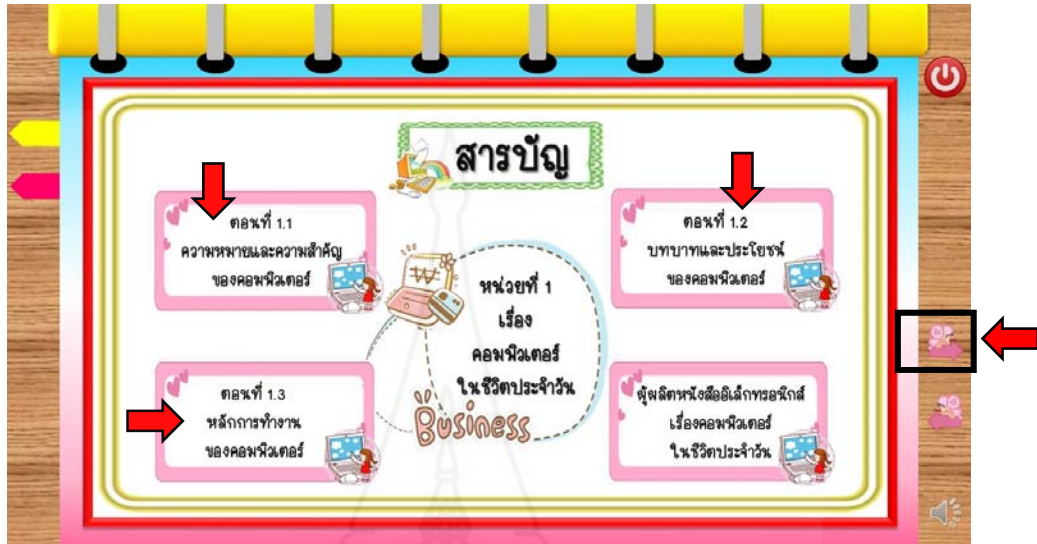 สารบัญ
ตอนที่ 1.1
ความหมายและความสำคัญ
ของคอมพิวเตอร์
ตอนที่ 1.2
บทบาทและประโยชน์
ของคอมพิวเตอร์
หน่วยที่ 1
เรื่อง
คอมพิวเตอร์
ในชีวิตประจำวัน
Business
ตอนที่ 1.3
หลักการทำงาน
ของคอมพิวเตอร์
ผู้ผลิตหนังสืออิเล็กทรอนิกส์
เรื่องคอมพิวเตอร์
ในชีวิตประจำวัน